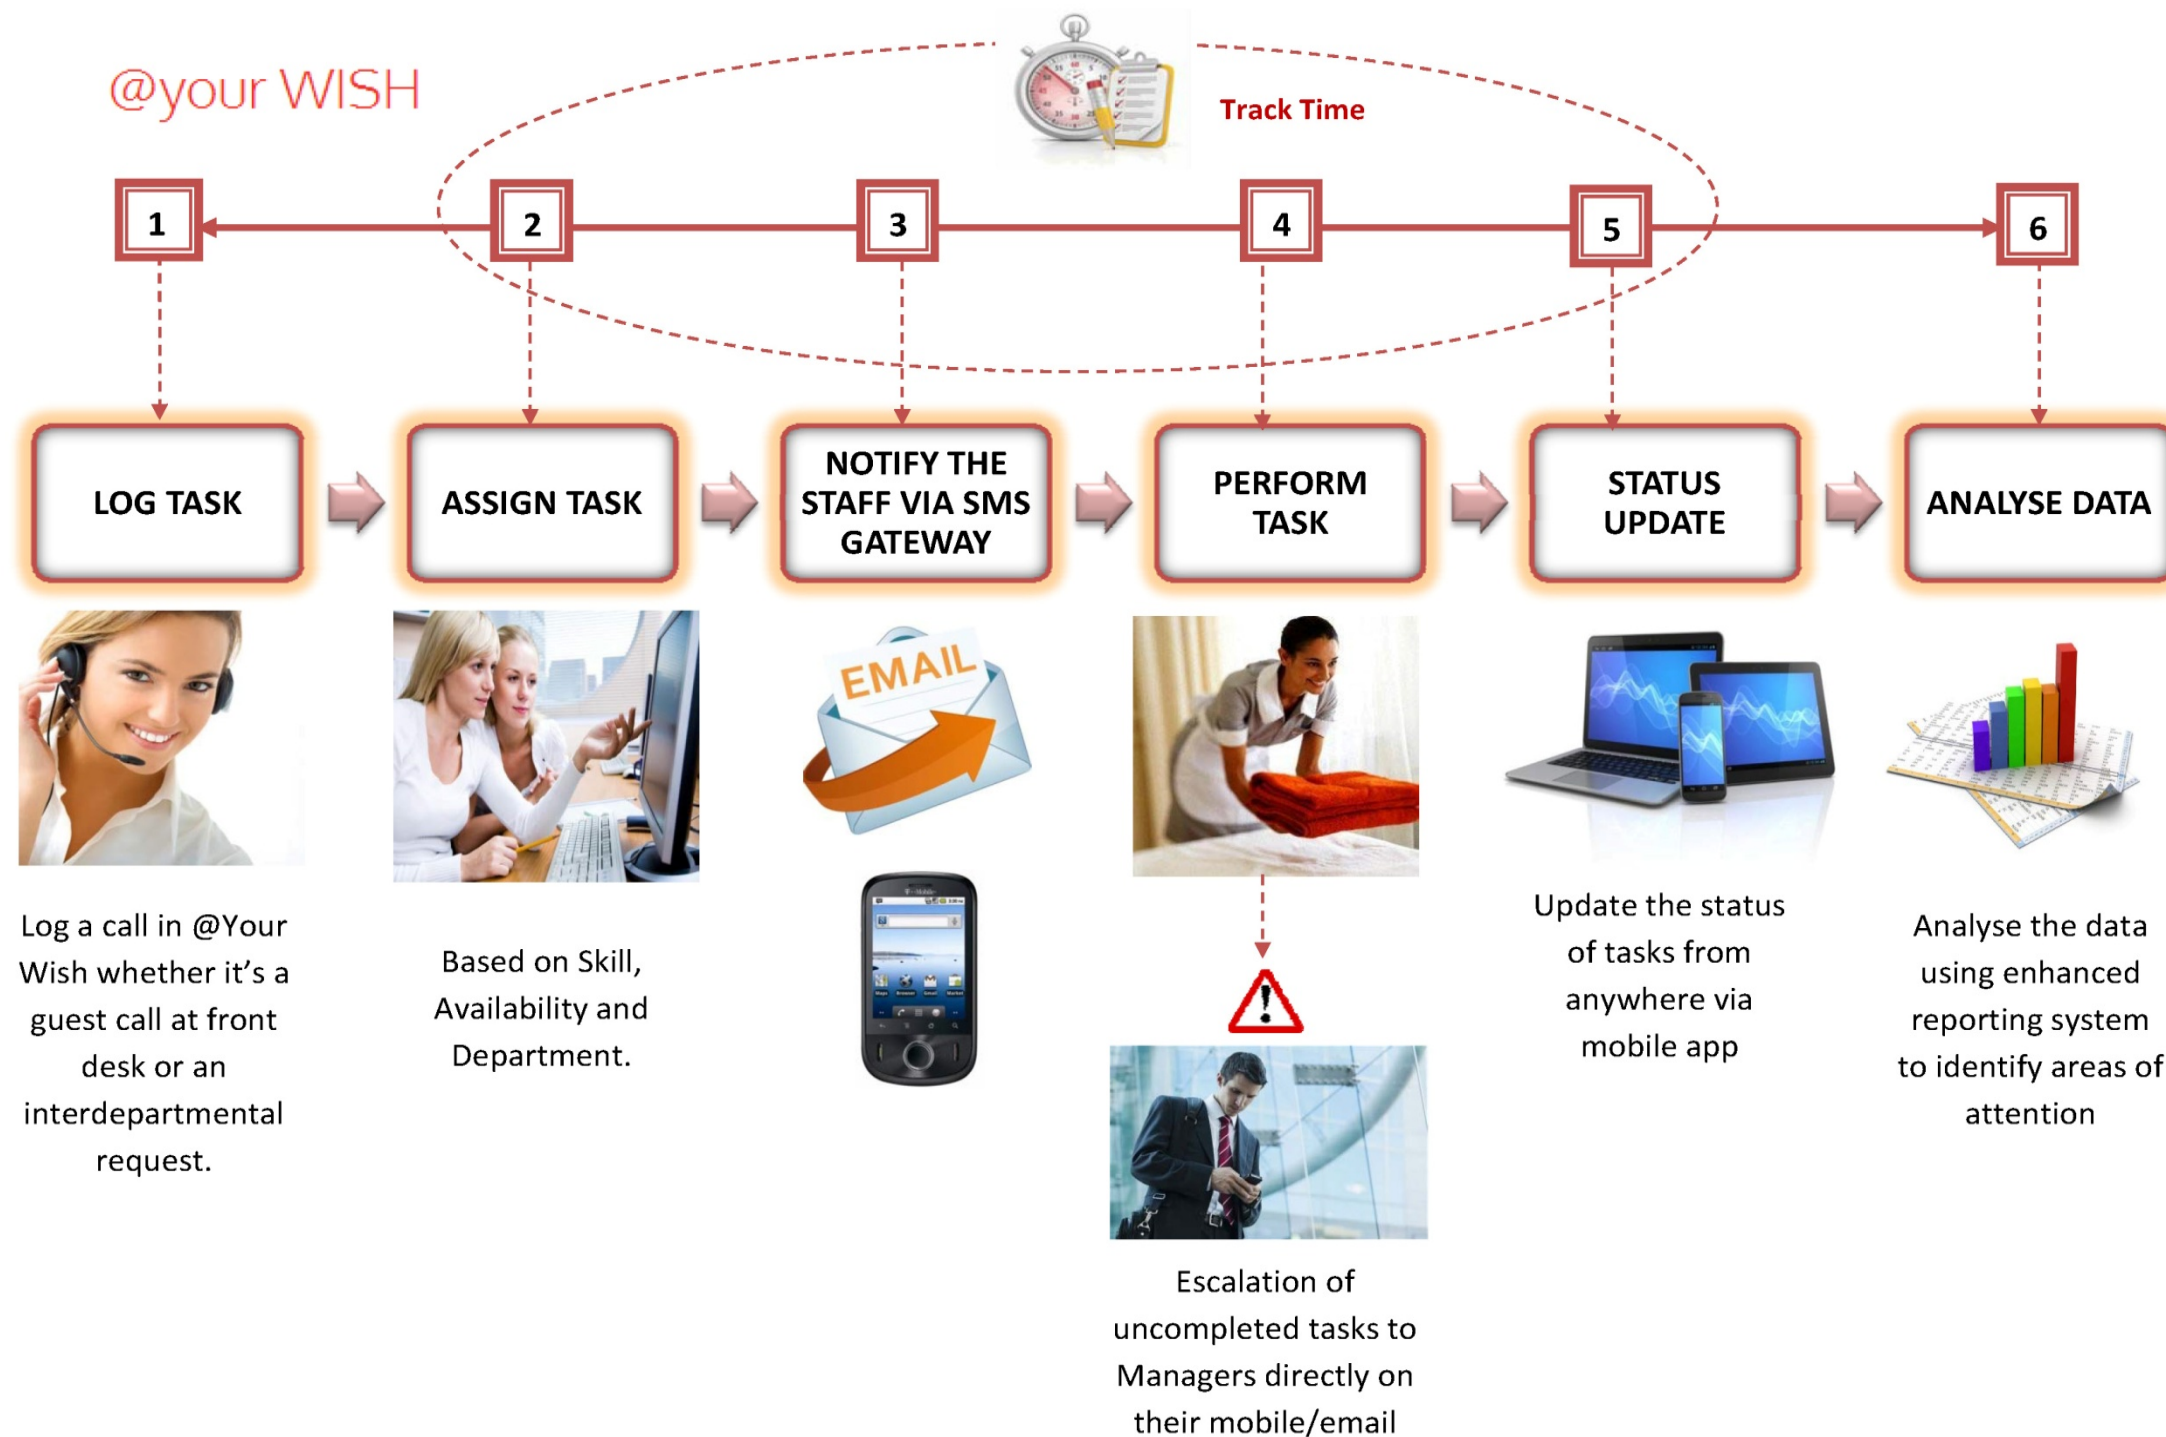 @your WISH
Track Time
1
2
3
4
5
6
LOG TASK
ASSIGN TASK
NOTIFY THE
STAFF VIA SMS
GATEWAY
PERFORM
TASK
STATUS
UPDATE
ANALYSE DATA
EMAIL
Log a call in @Your
Wish whether it's a
guest call at front
desk or an
interdepartmental
request.
Based on Skill,
Availability and
Department.
Escalation of
uncompleted tasks to
Managers directly on
their mobile/email
Update the status
of tasks from
anywhere via
mobile app
Analyse the data
using enhanced
reporting system
to identify areas of
attention